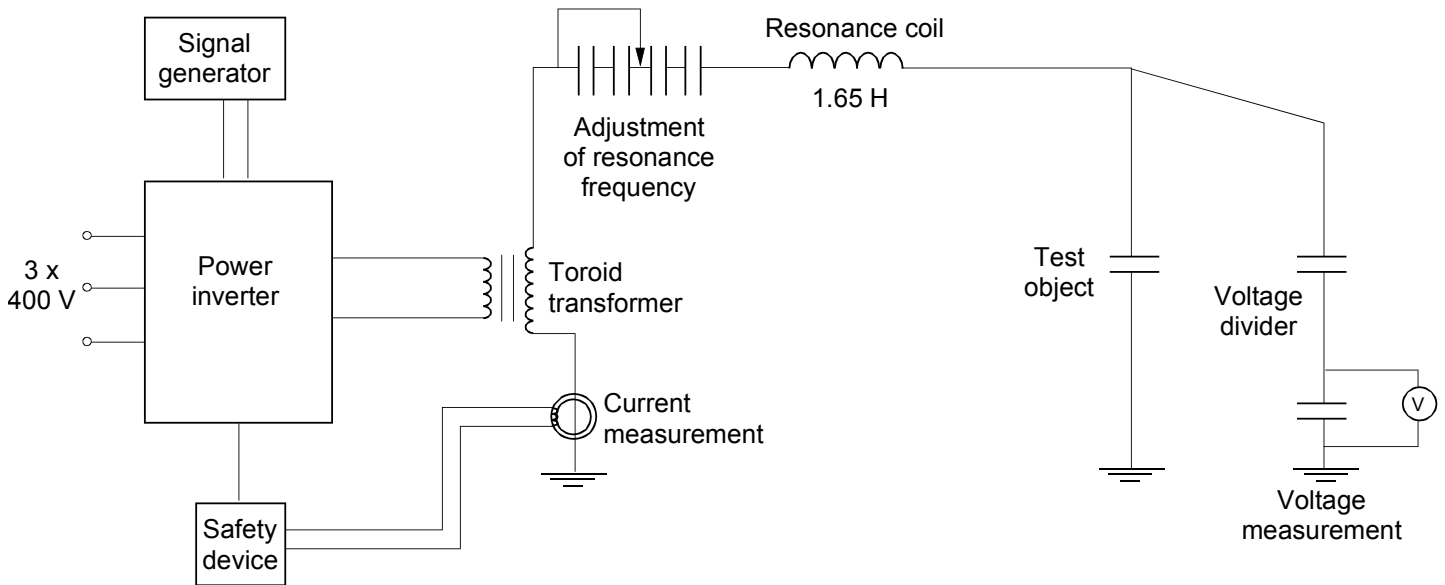 Signal
generator
Resonance coil
1.65 H
Adjustment
of resonance
frequency
3 x
400 V
Power
inverter
Toroid
transformer
Test
object
Voltage
divider
V
Current
measurement
Voltage
measurement
Safety
device